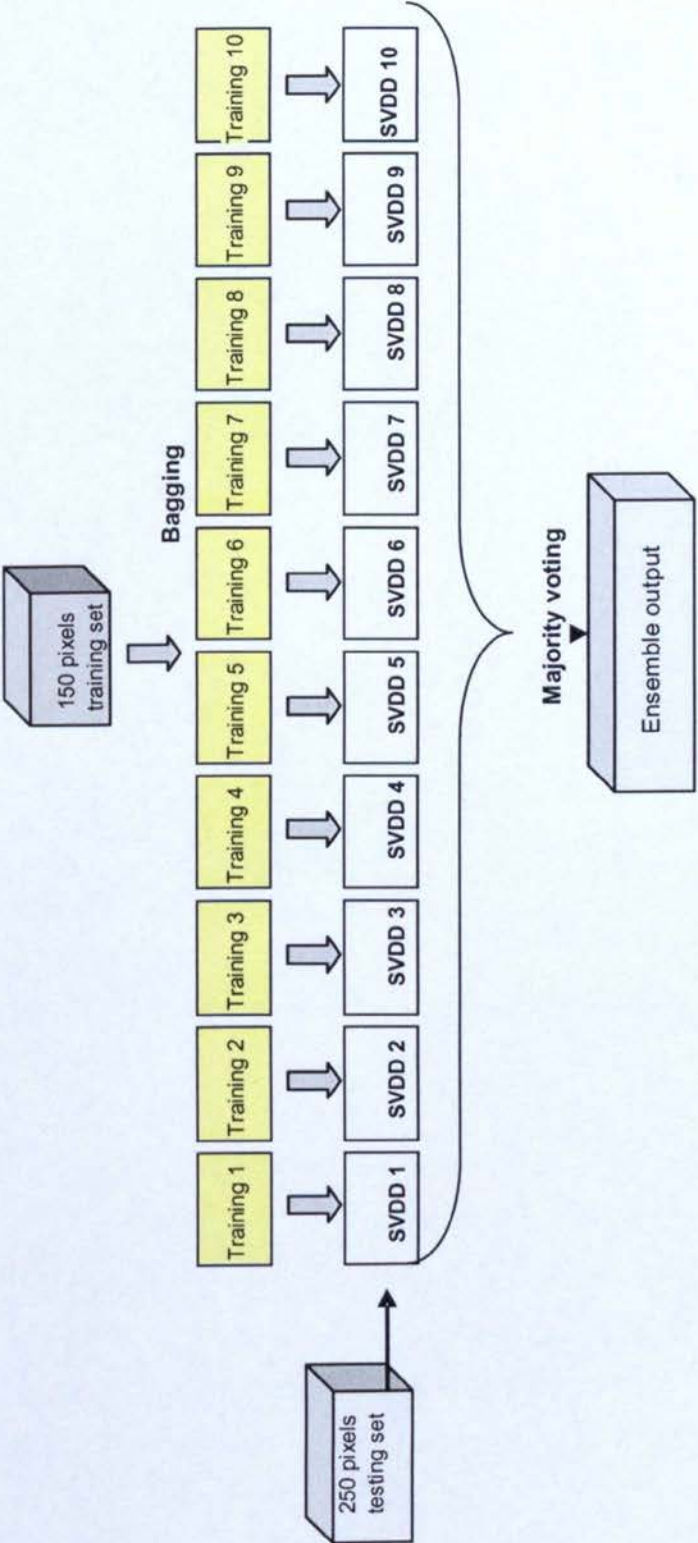 150 pixels
training set
Bagging
Training 1
Training 2
Training 3
Training 4
Training 5
Training 6
Training 7
Training 8
Training 9
Training 10
250 pixels
testing set
SVDD 1
SVDD 2
SVDD 3
SVDD 4
SVDD 5
SVDD 6
SVDD 7
SVDD 8
SVDD 9
SVDD 10
Majority voting
Ensemble output